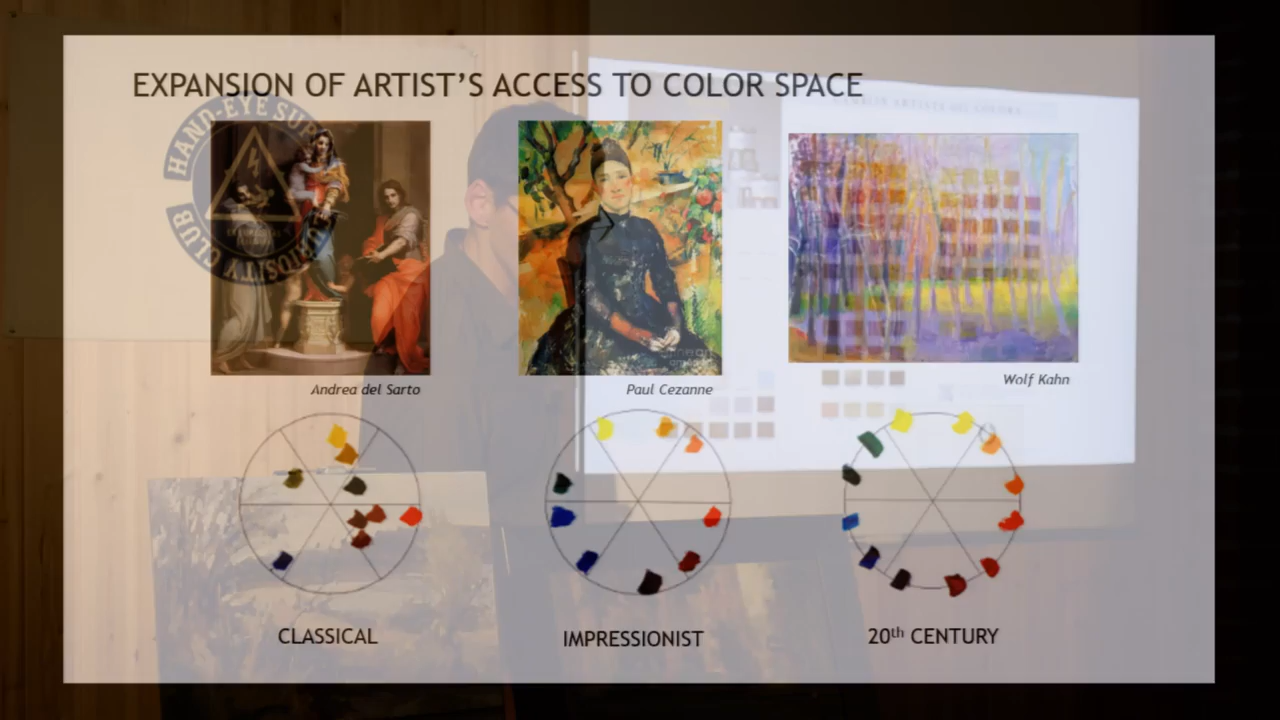 EXPANSION OF ARTIST'S ACCESS TO COLOR SPACE
HAND-EYE SUP
CURIOSITY CLUB
Andrea del Sarto
Paul Cezanne
Wolf Kahn
CLASSICAL
IMPRESSIONIST
20th CENTURY